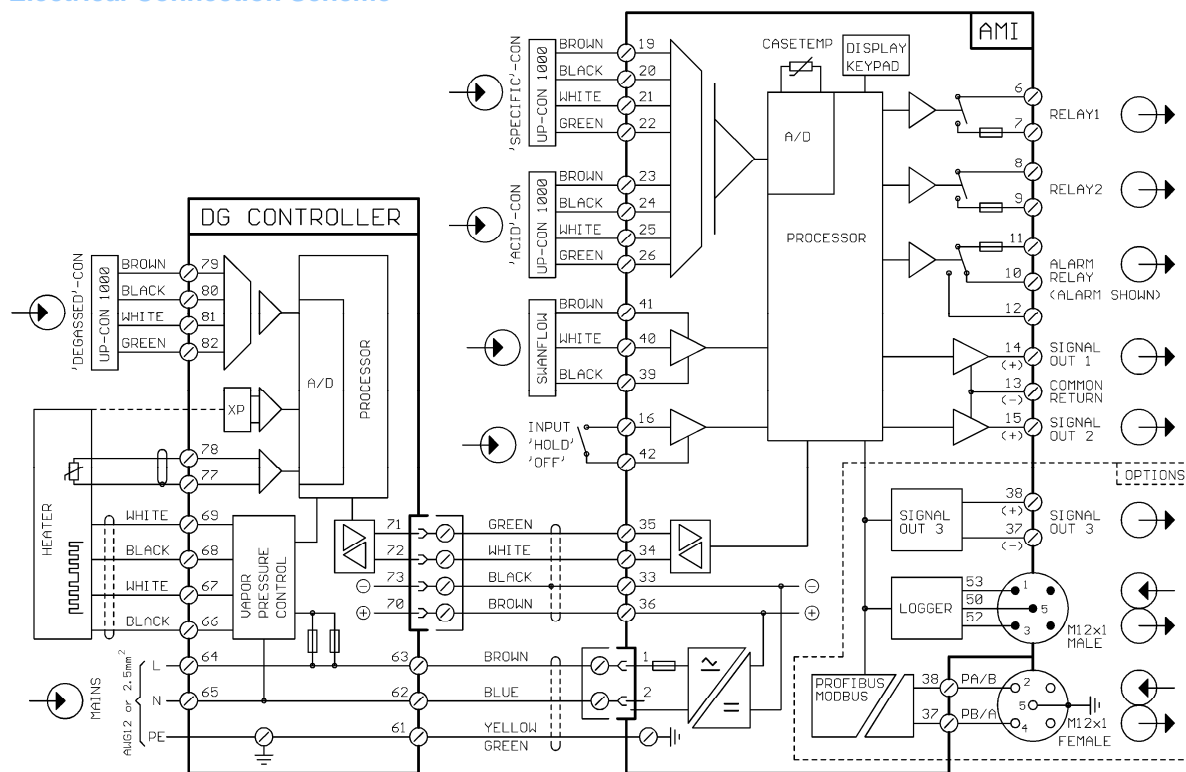 AMI
'SPECIFIC'-CON
UP-CON 1000
BROWN 19
BLACK 20
WHITE 21
GREEN 22
CASETEMP
DISPLAY
KEYPAD
A/D
PROCESSOR
6
7
RELAY1
8
9
RELAY2
11
10
12
ALARM
RELAY
(ALARM SHOWN)
'ACID'-CON
UP-CON 1000
BROWN 23
BLACK 24
WHITE 25
GREEN 26
SWANFLOW
BROWN 41
WHITE 40
BLACK 39
14
(+)
SIGNAL
OUT 1
13
(-)
COMMON
RETURN
15
(+)
SIGNAL
OUT 2
INPUT
'HOLD'
'OFF'
16
42
OPTIONS
SIGNAL
OUT 3
38
(+)
37
(-)
SIGNAL
OUT 3
LOGGER
53
50
52
1
5
3
M12x1
MALE
PROFIBUS
MODBUS
38 PA/B
37 PB/A
2
5
4
M12x1
FEMALE
DG CONTROLLER
'DEGASSED'-CON
UP-CON 1000
BROWN 79
BLACK 80
WHITE 81
GREEN 82
A/D
PROCESSOR
XP
HEATER
78
77
WHITE 69
BLACK 68
WHITE 67
BLACK 66
VAPOR
PRESSURE
CONTROL
71 GREEN 35
72 WHITE 34
73 BLACK 33
70 BROWN 36
MAINS
AWG12 or 2.5mm²
L 64
N 65
PE
63 BROWN 1
62 BLUE 2
61 YELLOW
GREEN